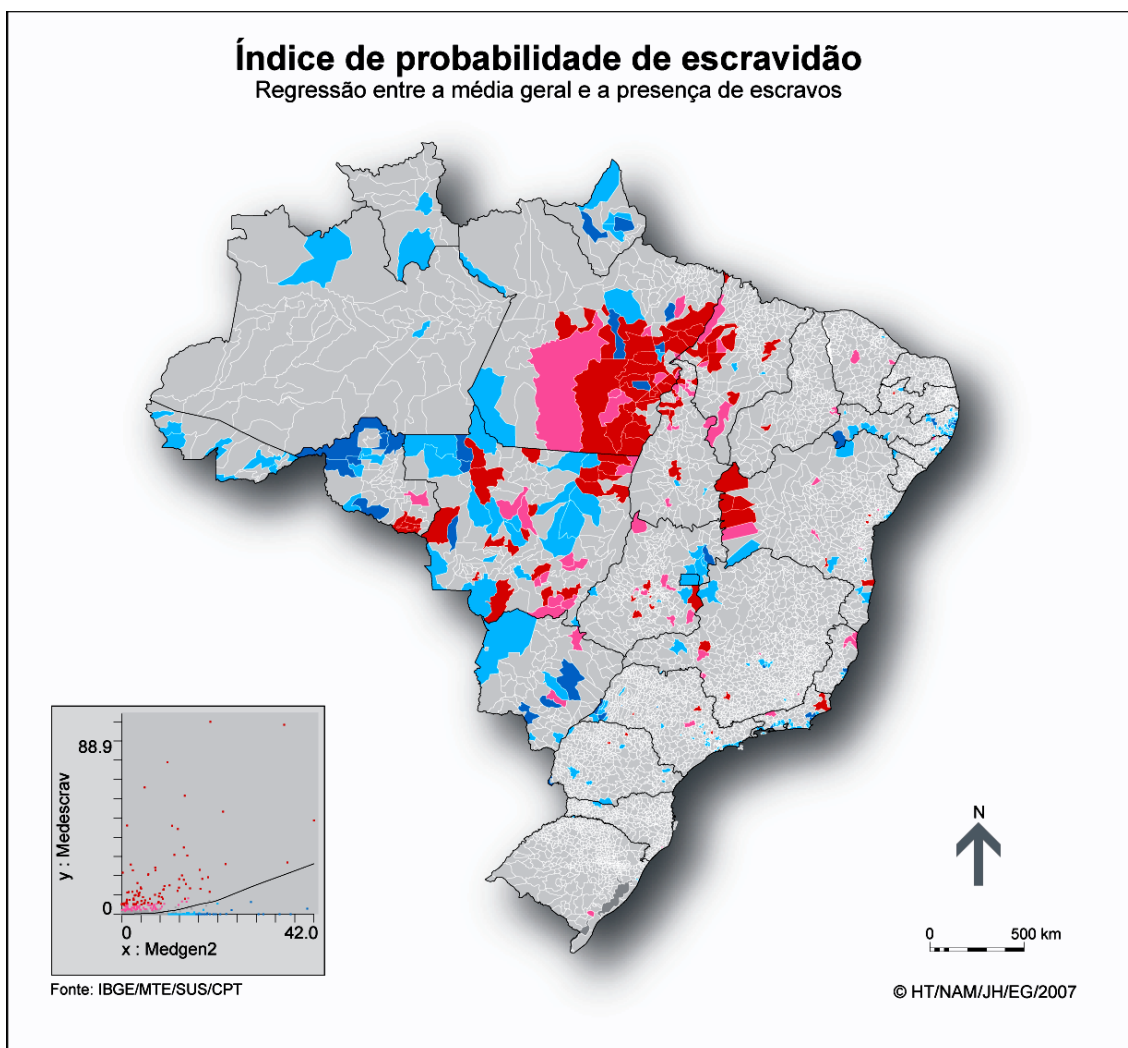 Índice de probabilidade de escravidão
Regressão entre a média geral e a presença de escravos
88.9
y : Medescrav
0
0
42.0
x : Medgen2
N
0
500 km
Fonte: IBGE/MTE/SUS/CPT
© HT/NAM/JH/EG/2007